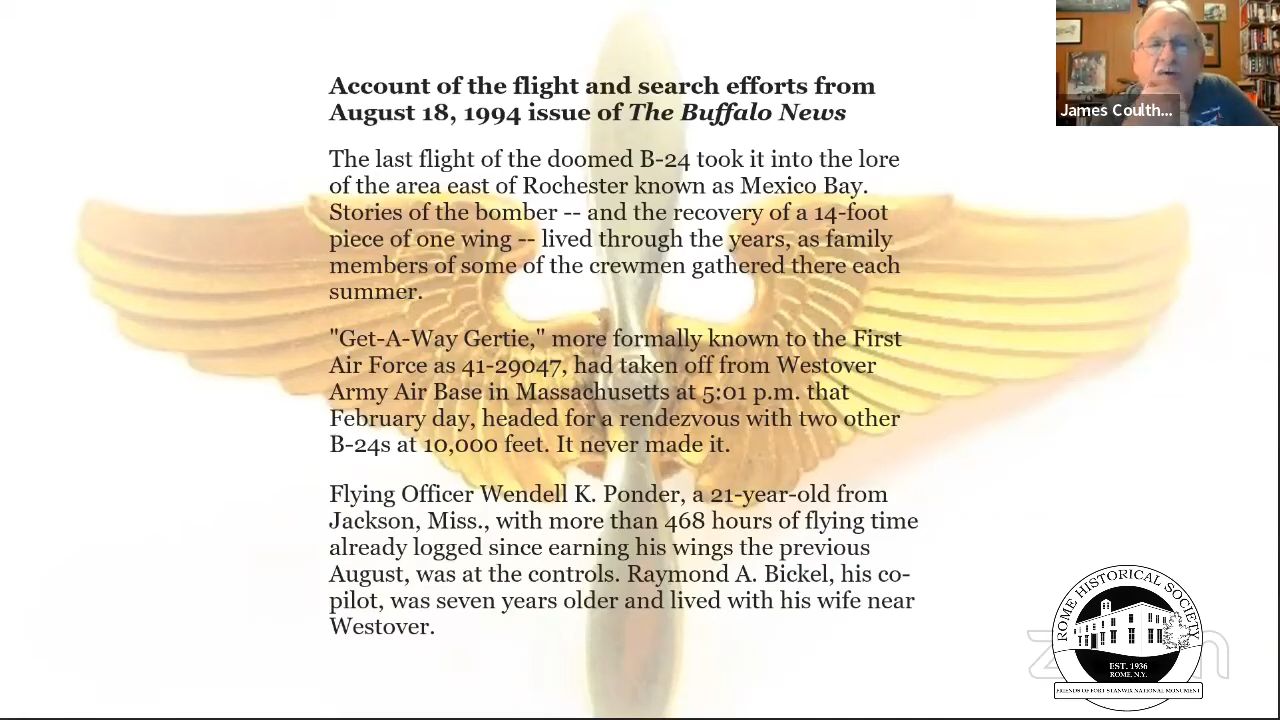 Account of the flight and search efforts from
August 18, 1994 issue of The Buffalo News
The last flight of the doomed B-24 took it into the lore
of the area east of Rochester known as Mexico Bay.
Stories of the bomber -- and the recovery of a 14-foot
piece of one wing -- lived through the years, as family
members of some of the crewmen gathered there each
summer.
"Get-A-Way Gertie," more formally known to the First
Air Force as 41-29047, had taken off from Westover
Army Air Base in Massachusetts at 5:01 p.m. that
February day, headed for a rendezvous with two other
B-24s at 10,000 feet. It never made it.
Flying Officer Wendell K. Ponder, a 21-year-old from
Jackson, Miss., with more than 468 hours of flying time
already logged since earning his wings the previous
August, was at the controls. Raymond A. Bickel, his co-
pilot, was seven years older and lived with his wife near
Westover.
James Coulth...
ROME HISTORICAL SOCIETY
EST. 1936
ROME, N.Y.
FRIENDS OF FORT STANWIX NATIONAL MONUMENT